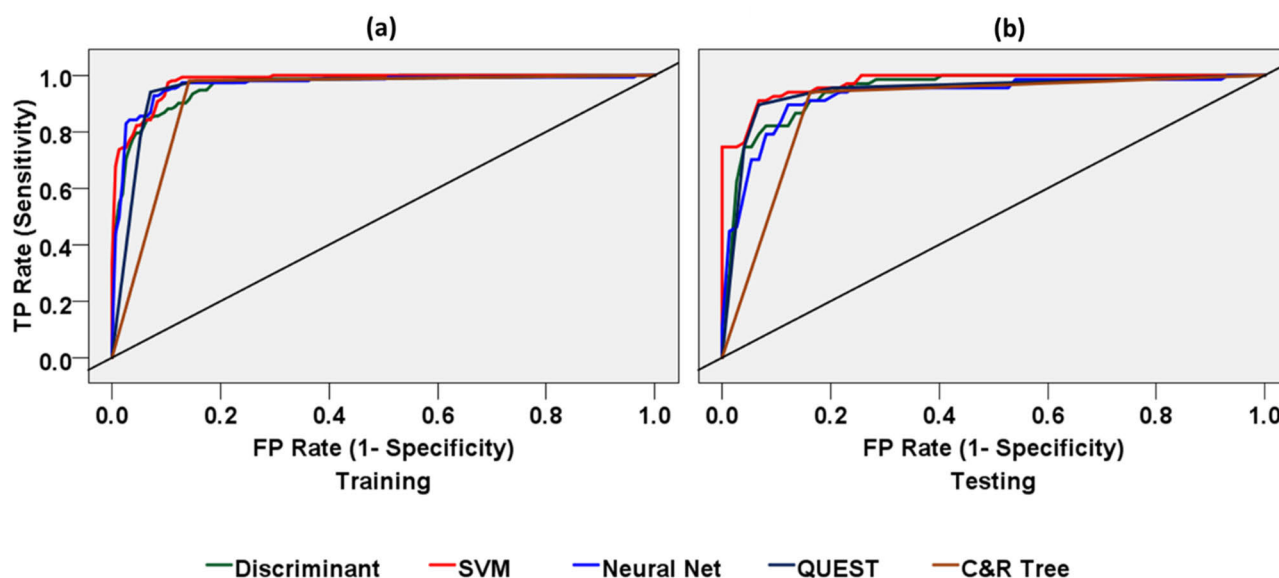 (a) (b)
TP Rate (Sensitivity)
1.0
0.8
0.6
0.4
0.2
0.0
0.0 0.2 0.4 0.6 0.8 1.0
FP Rate (1- Specificity)
Training
0.0 0.2 0.4 0.6 0.8 1.0
FP Rate (1- Specificity)
Testing
Discriminant SVM Neural Net QUEST C&R Tree